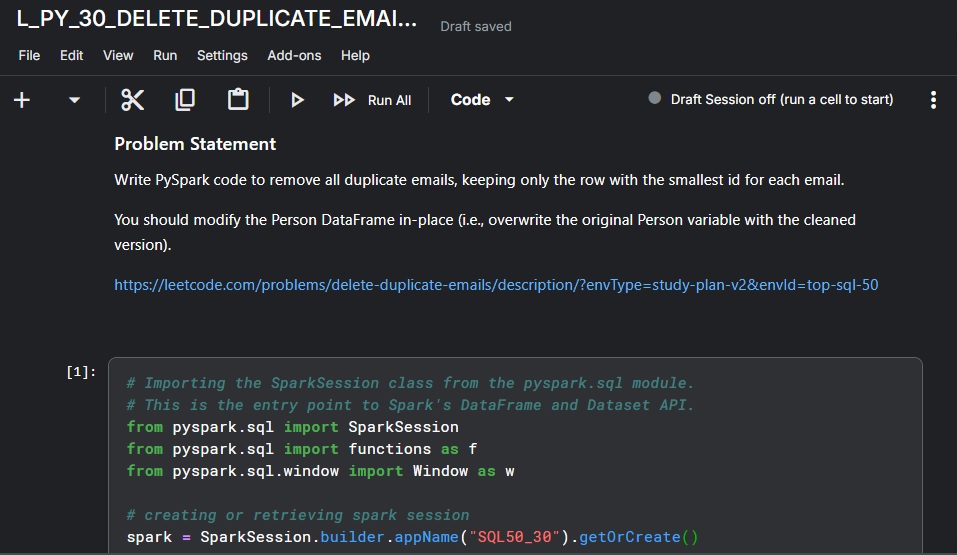 L_PY_30_DELETE_DUPLICATE_EMAI... Draft saved
File Edit View Run Settings Add-ons Help
Run All Code Draft Session off (run a cell to start)
Problem Statement
Write PySpark code to remove all duplicate emails, keeping only the row with the smallest id for each email.
You should modify the Person DataFrame in-place (i.e., overwrite the original Person variable with the cleaned
version).
https://leetcode.com/problems/delete-duplicate-emails/description/?envType=study-plan-v2&envId=top-sql-50
[1]:
# Importing the SparkSession class from the pyspark.sql module.
# This is the entry point to Spark's DataFrame and Dataset API.
from pyspark.sql import SparkSession
from pyspark.sql import functions as f
from pyspark.sql.window import Window as w
# creating or retrieving spark session
spark = SparkSession.builder.appName("SQL50_30").getOrCreate()